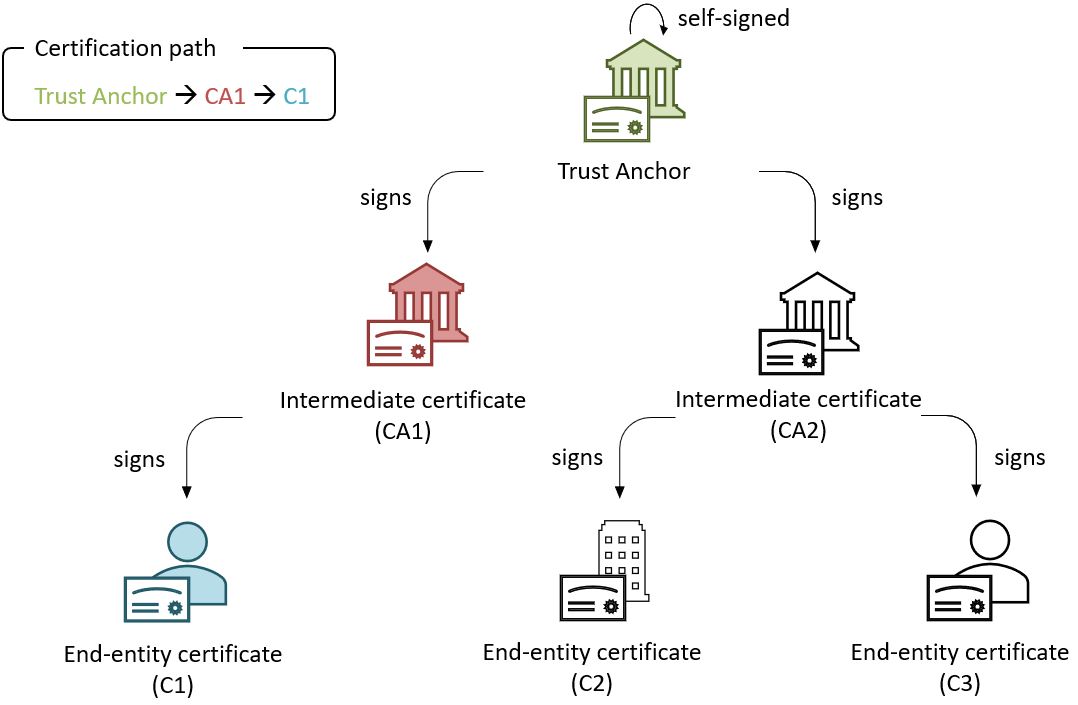 self-signed
Certification path
Trust Anchor → CA1 → C1
Trust Anchor
signs
signs
Intermediate certificate
(CA1)
Intermediate certificate
(CA2)
signs
signs
signs
End-entity certificate
(C1)
End-entity certificate
(C2)
End-entity certificate
(C3)